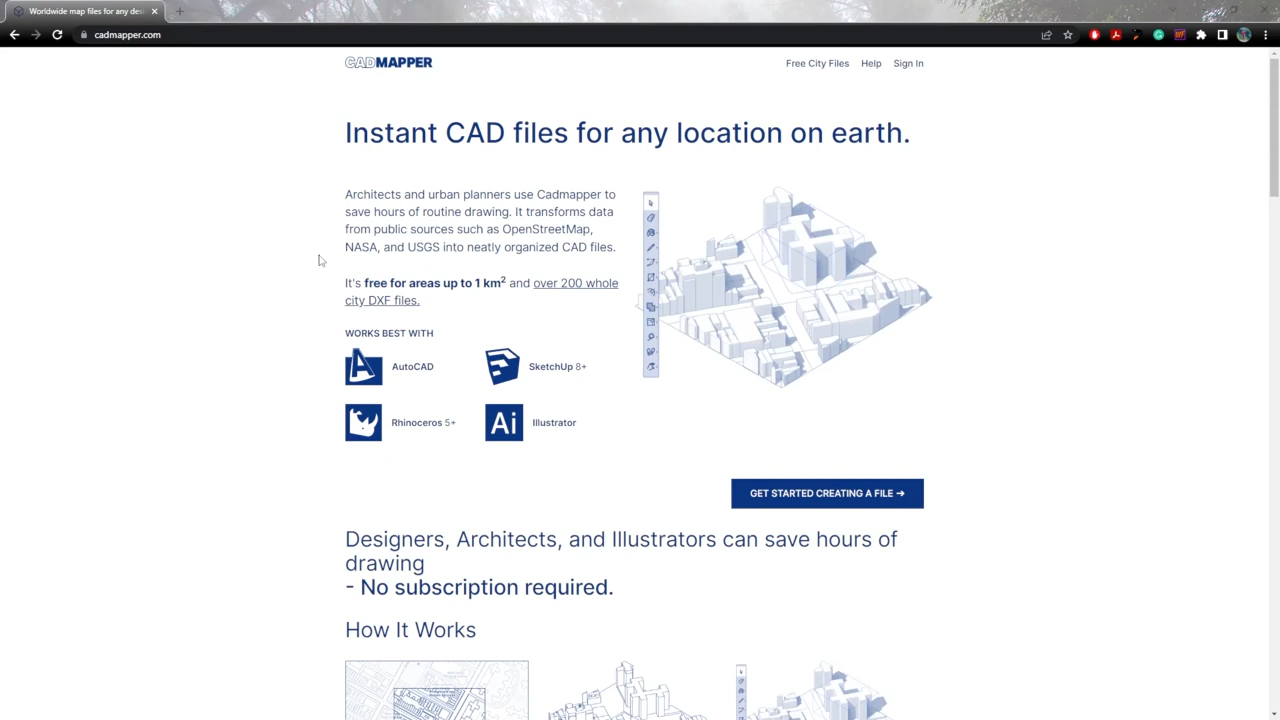 Worldwide map files for any des
cadmapper.com
CADMAPPER
Free City Files Help Sign In
Instant CAD files for any location on earth.
Architects and urban planners use Cadmapper to
save hours of routine drawing. It transforms data
from public sources such as OpenStreetMap,
NASA, and USGS into neatly organized CAD files.
It's free for areas up to 1 km² and over 200 whole
city DXF files.
WORKS BEST WITH
AutoCAD
SketchUp 8+
Rhinoceros 5+
Ai Illustrator
GET STARTED CREATING A FILE ➔
Designers, Architects, and Illustrators can save hours of
drawing
- No subscription required.
How It Works